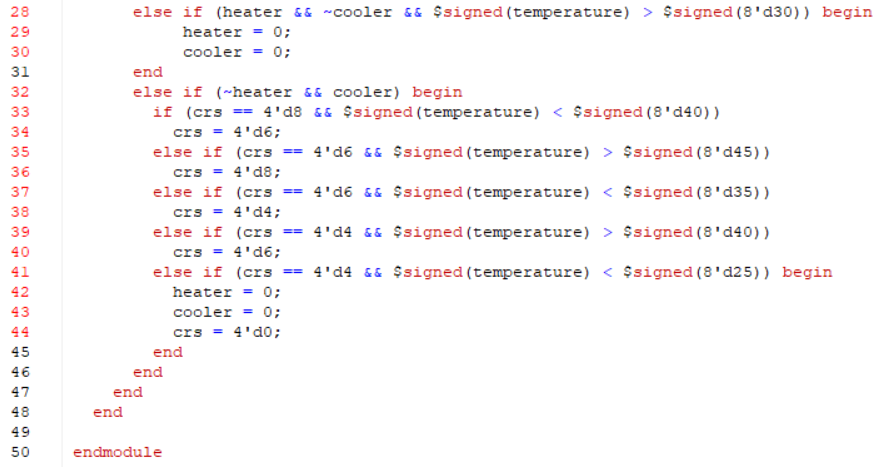 28 else if (heater && ~cooler && $signed(temperature) > $signed(8'd30)) begin
29 heater = 0;
30 cooler = 0;
31 end
32 else if (~heater && cooler) begin
33 if (crs == 4'd8 && $signed(temperature) < $signed(8'd40))
34 crs = 4'd6;
35 else if (crs == 4'd6 && $signed(temperature) > $signed(8'd45))
36 crs = 4'd8;
37 else if (crs == 4'd6 && $signed(temperature) < $signed(8'd35))
38 crs = 4'd4;
39 else if (crs == 4'd4 && $signed(temperature) > $signed(8'd40))
40 crs = 4'd6;
41 else if (crs == 4'd4 && $signed(temperature) < $signed(8'd25)) begin
42 heater = 0;
43 cooler = 0;
44 crs = 4'd0;
45 end
46 end
47 end
48 end
49
50 endmodule